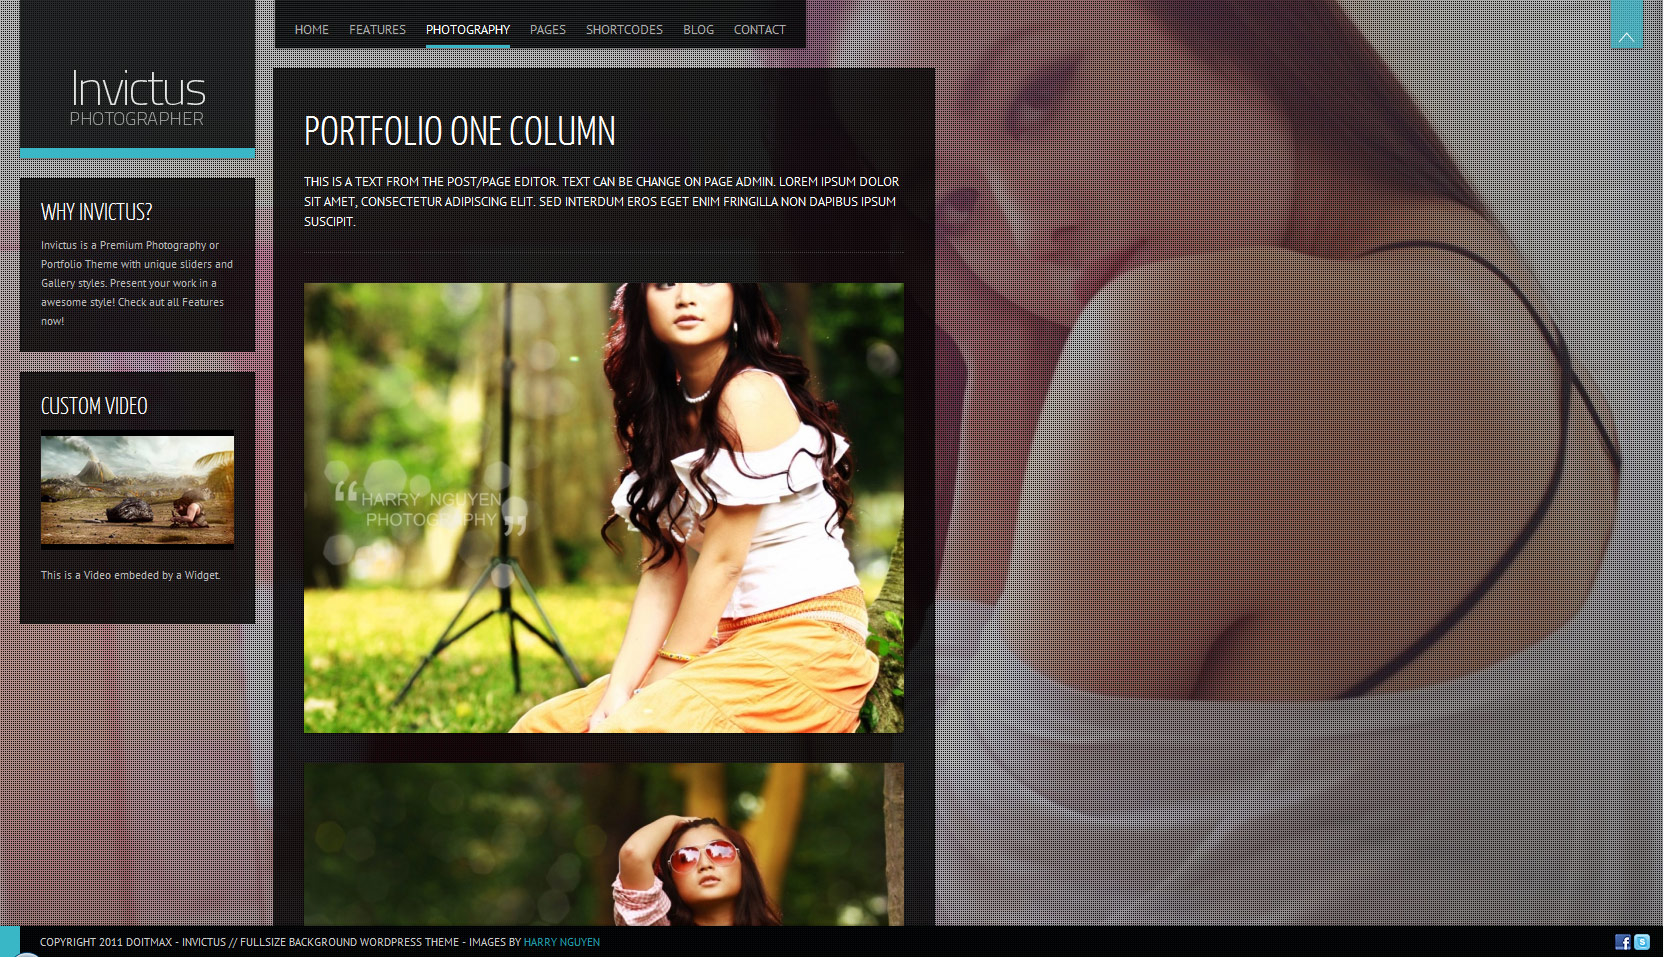 Invictus
PHOTOGRAPHER
HOME FEATURES PHOTOGRAPHY PAGES SHORTCODES BLOG CONTACT
WHY INVICTUS?
Invictus is a Premium Photography or
Portfolio Theme with unique sliders and
Gallery styles. Present your work in a
awesome style! Check aut all Features
now!
CUSTOM VIDEO
This is a Video embeded by a Widget.
PORTFOLIO ONE COLUMN
THIS IS A TEXT FROM THE POST/PAGE EDITOR. TEXT CAN BE CHANGE ON PAGE ADMIN. LOREM IPSUM DOLOR
SIT AMET, CONSECTETUR ADIPISCING ELIT. SED INTERDUM EROS EGET ENIM FRINGILLA NON DAPIBUS IPSUM
SUSCIPIT.
“HARRY NGUYEN
PHOTOGRAPHY”
COPYRIGHT 2011 DOITMAX - INVICTUS // FULLSIZE BACKGROUND WORDPRESS THEME - IMAGES BY HARRY NGUYEN